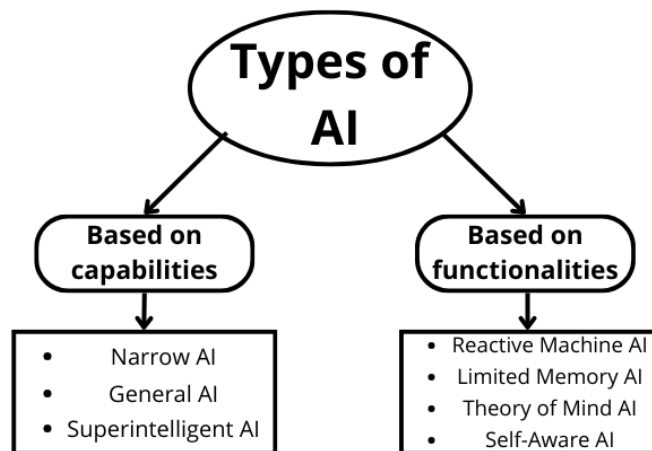 Types of
AI
Based on
capabilities
Based on
functionalities
• Narrow AI
• General AI
• Superintelligent AI
• Reactive Machine AI
• Limited Memory AI
• Theory of Mind AI
• Self-Aware AI